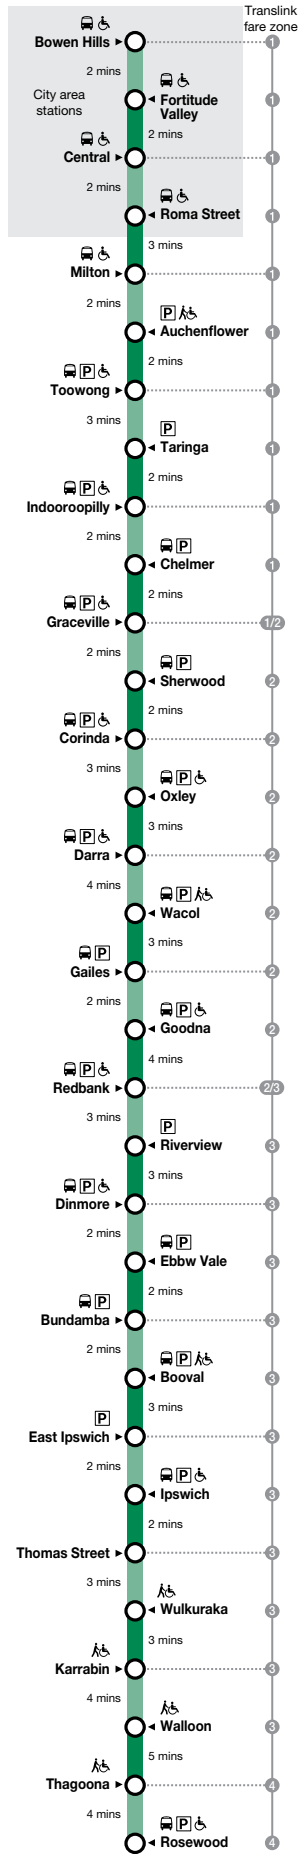 Translink
fare zone
Bowen Hills
1
2 mins
City area
stations
Fortitude
Valley
1
2 mins
Central
1
2 mins
Roma Street
1
3 mins
Milton
1
2 mins
P
Auchenflower
1
2 mins
P
Toowong
1
3 mins
P
Taringa
1
2 mins
P
Indooroopilly
1
2 mins
P
Chelmer
1
2 mins
P
Graceville
1/2
2 mins
P
Sherwood
2
2 mins
P
Corinda
2
3 mins
P
Oxley
2
3 mins
P
Darra
2
4 mins
P
Wacol
2
3 mins
P
Gailes
2
2 mins
P
Goodna
2
4 mins
P
Redbank
2/3
3 mins
P
Riverview
3
3 mins
P
Dinmore
3
2 mins
P
Ebbw Vale
3
2 mins
P
Bundamba
3
2 mins
P
Booval
3
3 mins
P
East Ipswich
3
2 mins
P
Ipswich
3
2 mins
Thomas Street
3
3 mins
Wulkuraka
3
3 mins
Karrabin
3
4 mins
Walloon
3
5 mins
Thagoona
4
4 mins
P
Rosewood
4